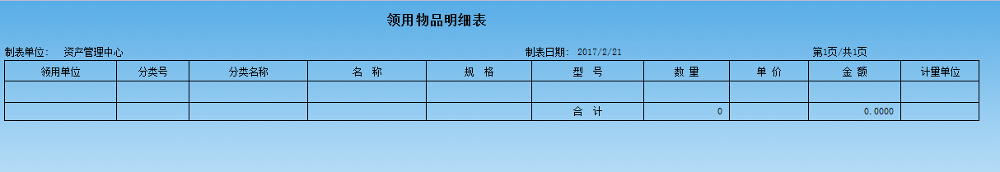 领用物品明细表
制表单位: 资产管理中心 制表日期: 2017/2/21 第1页/共1页
领用单位 分类号 分类名称 名 称 规 格 型 号 数 量 单 价 金 额 计量单位
合 计 0 0.0000